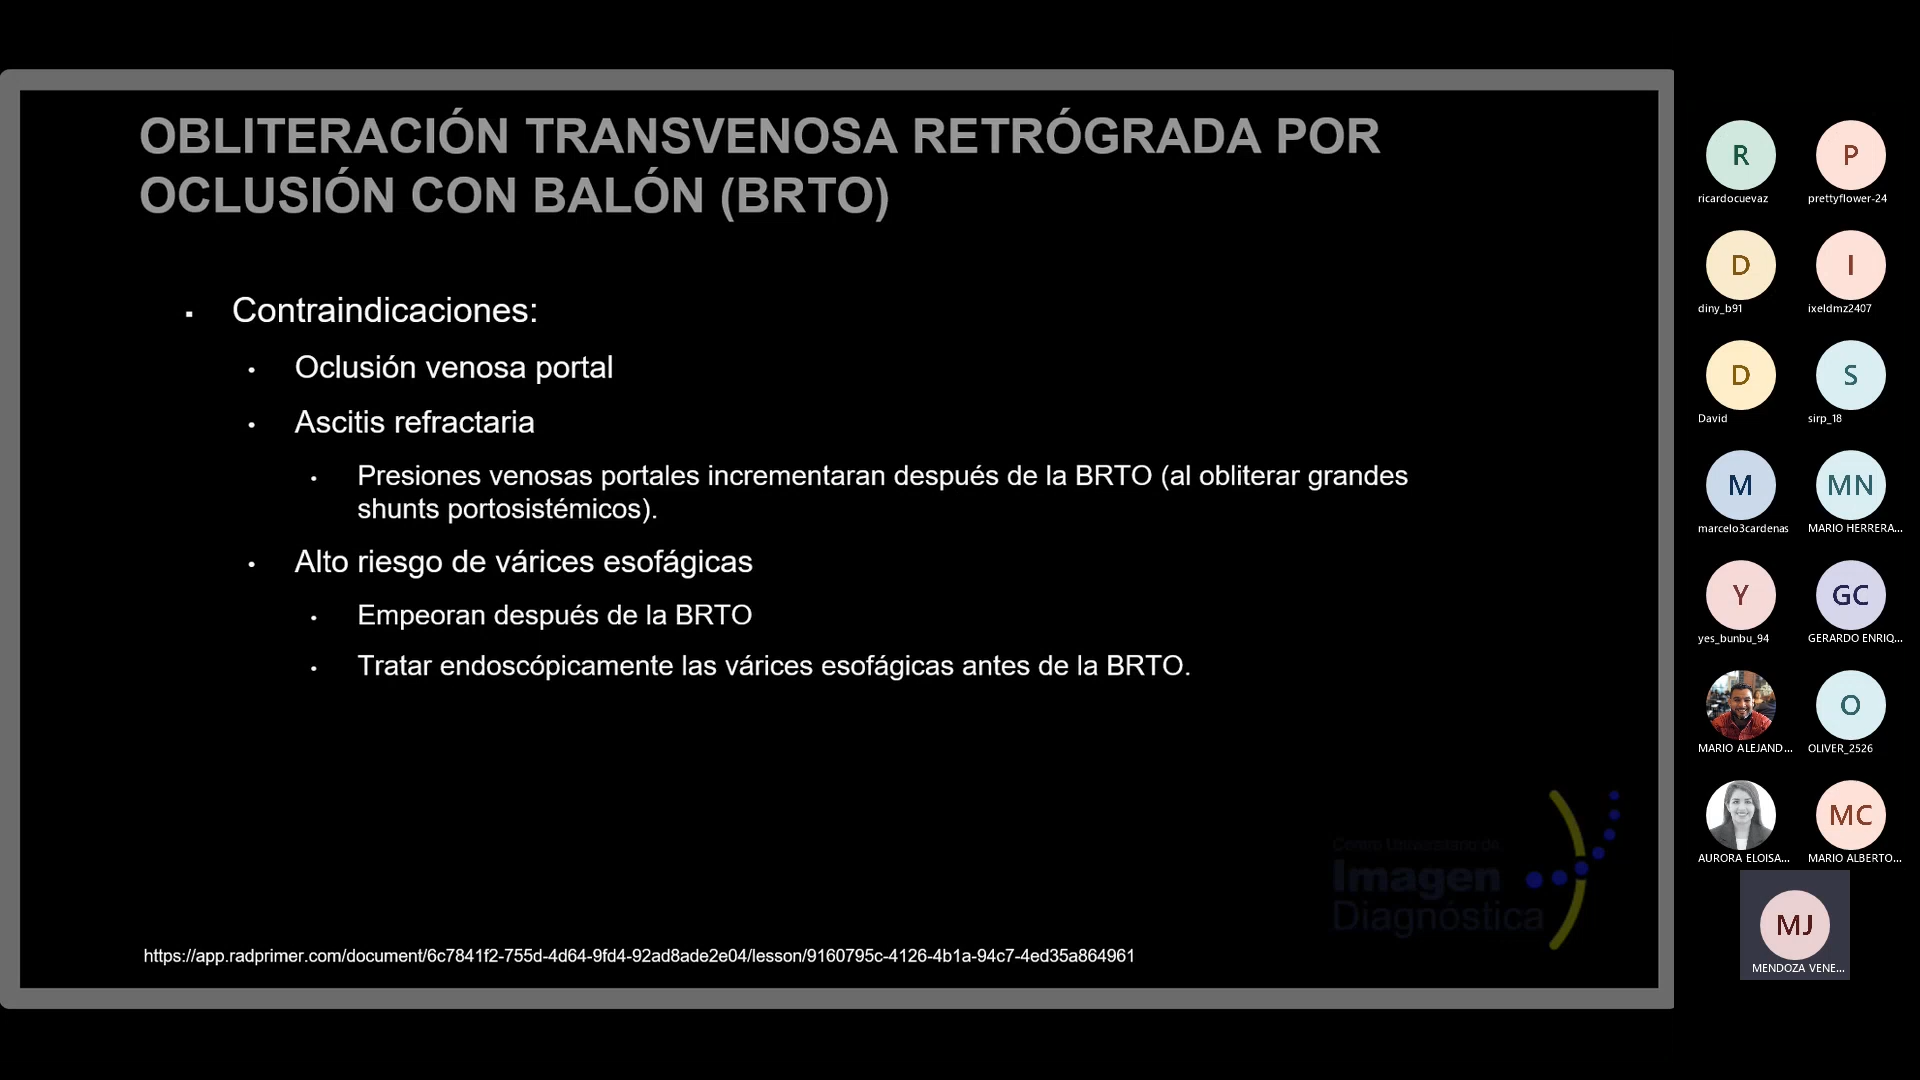 OBLITERACIÓN TRANSVENOSA RETRÓGRADA POR
OCLUSIÓN CON BALÓN (BRTO)
Contraindicaciones:
Oclusión venosa portal
Ascitis refractaria
Presiones venosas portales incrementaran después de la BRTO (al obliterar grandes
shunts portosistémicos).
Alto riesgo de várices esofágicas
Empeoran después de la BRTO
Tratar endoscópicamente las várices esofágicas antes de la BRTO.
Centro Universitario de
Imagen
Diagnóstica
https://app.radprimer.com/document/6c7841f2-755d-4d64-9fd4-92ad8ade2e04/lesson/9160795c-4126-4b1a-94c7-4ed35a864961
R
ricardocuevaz
P
prettyflower-24
D
diny_b91
I
ixeldmz2407
D
David
S
sirp_18
M
marcelo3cardenas
MN
MARIO HERRERA...
Y
yes_bunbu_94
GC
GERARDO ENRIQ...
MARIO ALEJAND...
O
OLIVER_2526
AURORA ELOISA...
MC
MARIO ALBERTO...
MJ
MENDOZA VENE...